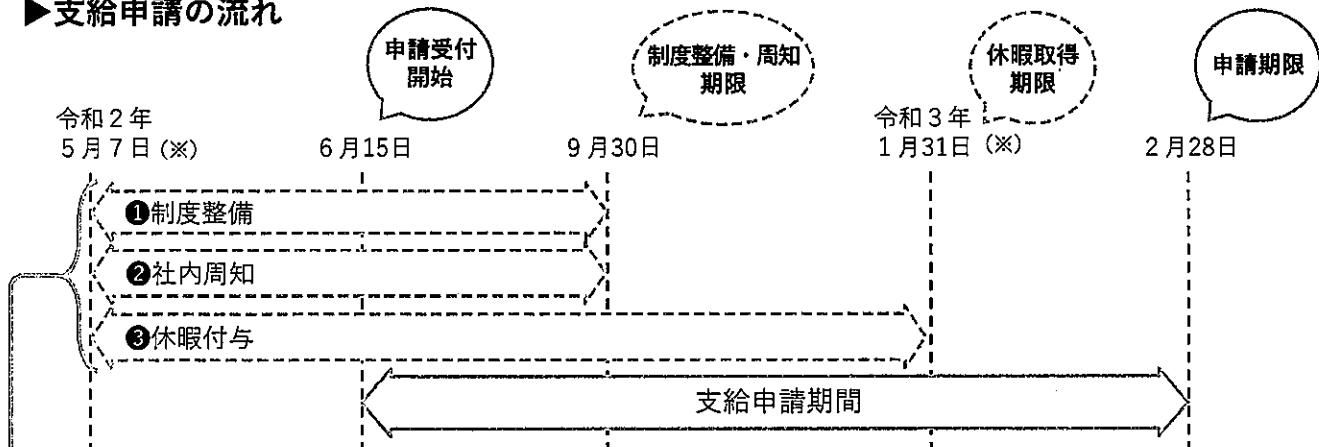 ▶支給申請の流れ
申請受付
開始
制度整備・周知
期限
休暇取得
期限
申請期限
令和2年
5月7日(※)
6月15日
9月30日
令和3年
1月31日(※)
2月28日
❶制度整備
❷社内周知
❸休暇付与
支給申請期間